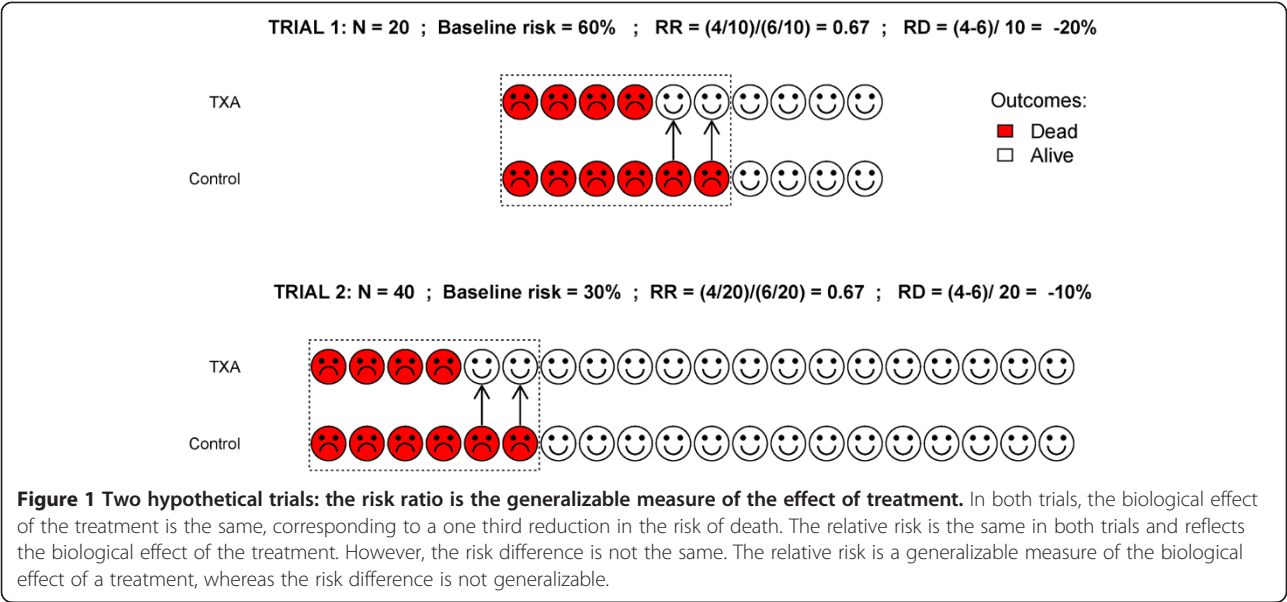 TRIAL 1: N = 20 ; Baseline risk = 60% ; RR = (4/10)/(6/10) = 0.67 ; RD = (4-6)/ 10 = -20%
TXA
Control
Outcomes:
Dead
Alive
TRIAL 2: N = 40 ; Baseline risk = 30% ; RR = (4/20)/(6/20) = 0.67 ; RD = (4-6)/ 20 = -10%
TXA
Control
Figure 1 Two hypothetical trials: the risk ratio is the generalizable measure of the effect of treatment. In both trials, the biological effect
of the treatment is the same, corresponding to a one third reduction in the risk of death. The relative risk is the same in both trials and reflects
the biological effect of the treatment. However, the risk difference is not the same. The relative risk is a generalizable measure of the biological
effect of a treatment, whereas the risk difference is not generalizable.